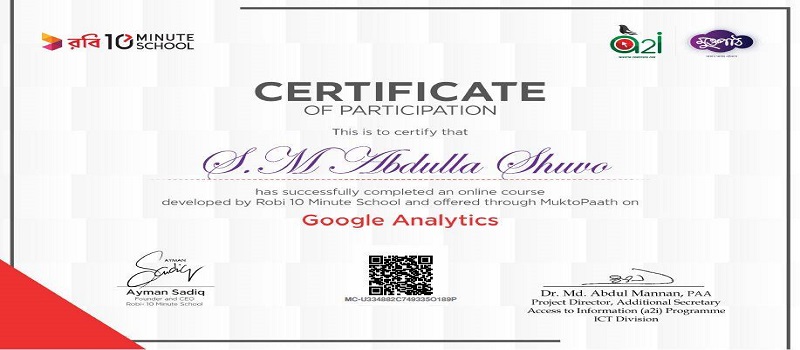 রবি 10 MINUTE
SCHOOL
a2i
মুক্তপাঠ
CERTIFICATE
OF PARTICIPATION
This is to certify that
S.M Abdulla Shuvo
has successfully completed an online course
developed by Robi 10 Minute School and offered through MuktoPaath on
Google Analytics
AYMAN
Sadiq
Ayman Sadiq
Founder and CEO
Robi- 10 Minute School
MC-U334882C749335O189P
Dr. Md. Abdul Mannan, PAA
Project Director, Additional Secretary
Access to Information (a2i) Programme
ICT Division